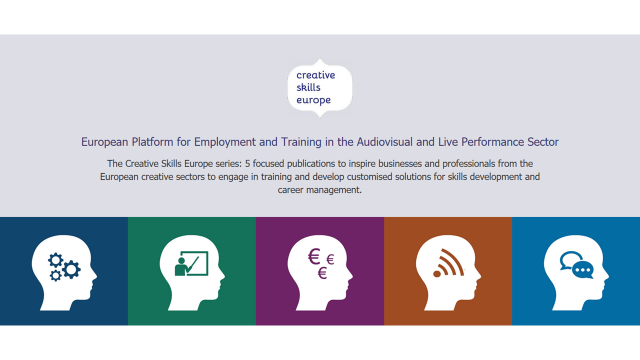 creative
skills
europe
European Platform for Employment and Training in the Audiovisual and Live Performance Sector
The Creative Skills Europe series: 5 focused publications to inspire businesses and professionals from the
European creative sectors to engage in training and develop customised solutions for skills development and
career management.
€ €
€